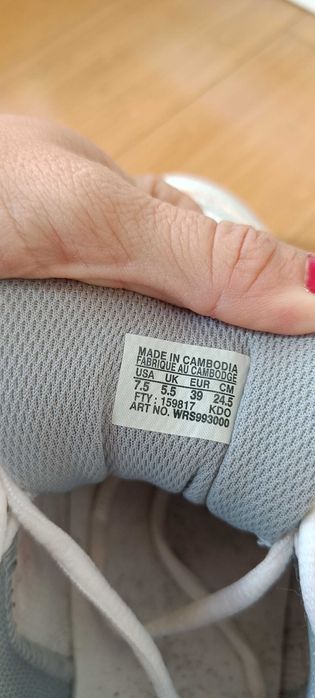 MADE IN CAMBODIA
FABRIQUE AU CAMBODGE
USA UK EUR CM
7.5 5.5 39 24.5
FTY : 159817 KDO
ART NO. WRS993000